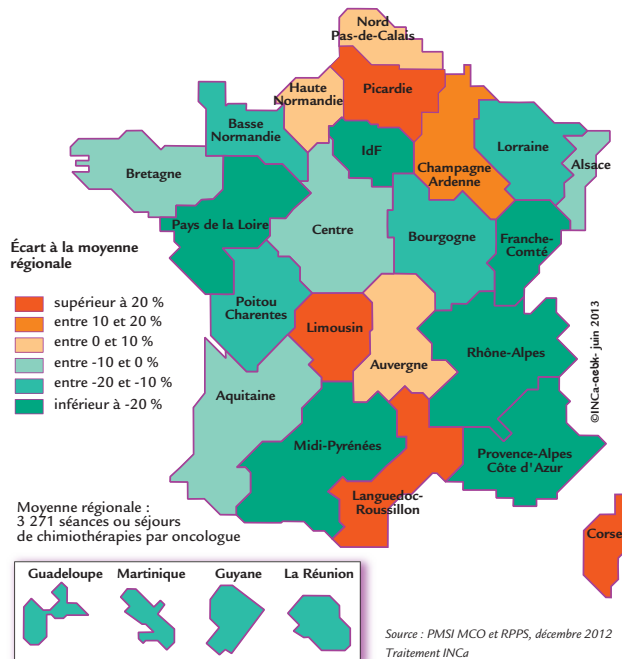 Nord
Pas-de-Calais
Haute
Normandie
Picardie
Basse
Normandie
IdF
Champagne
Ardenne
Lorraine
Alsace
Bretagne
Pays de la Loire
Centre
Bourgogne
Franche-
Comté
Écart à la moyenne
régionale
supérieur à 20 %
entre 10 et 20 %
entre 0 et 10 %
entre -10 et 0 %
entre -20 et -10 %
inférieur à -20 %
Poitou
Charentes
Limousin
Auvergne
Rhône-Alpes
Aquitaine
Midi-Pyrénées
Languedoc-
Roussillon
Provence-Alpes
Côte d'Azur
Corse
©INCa-aebk- juin 2013
Moyenne régionale :
3 271 séances ou séjours
de chimiothérapies par oncologue
Guadeloupe
Martinique
Guyane
La Réunion
Source : PMSI MCO et RPPS, décembre 2012
Traitement INCa